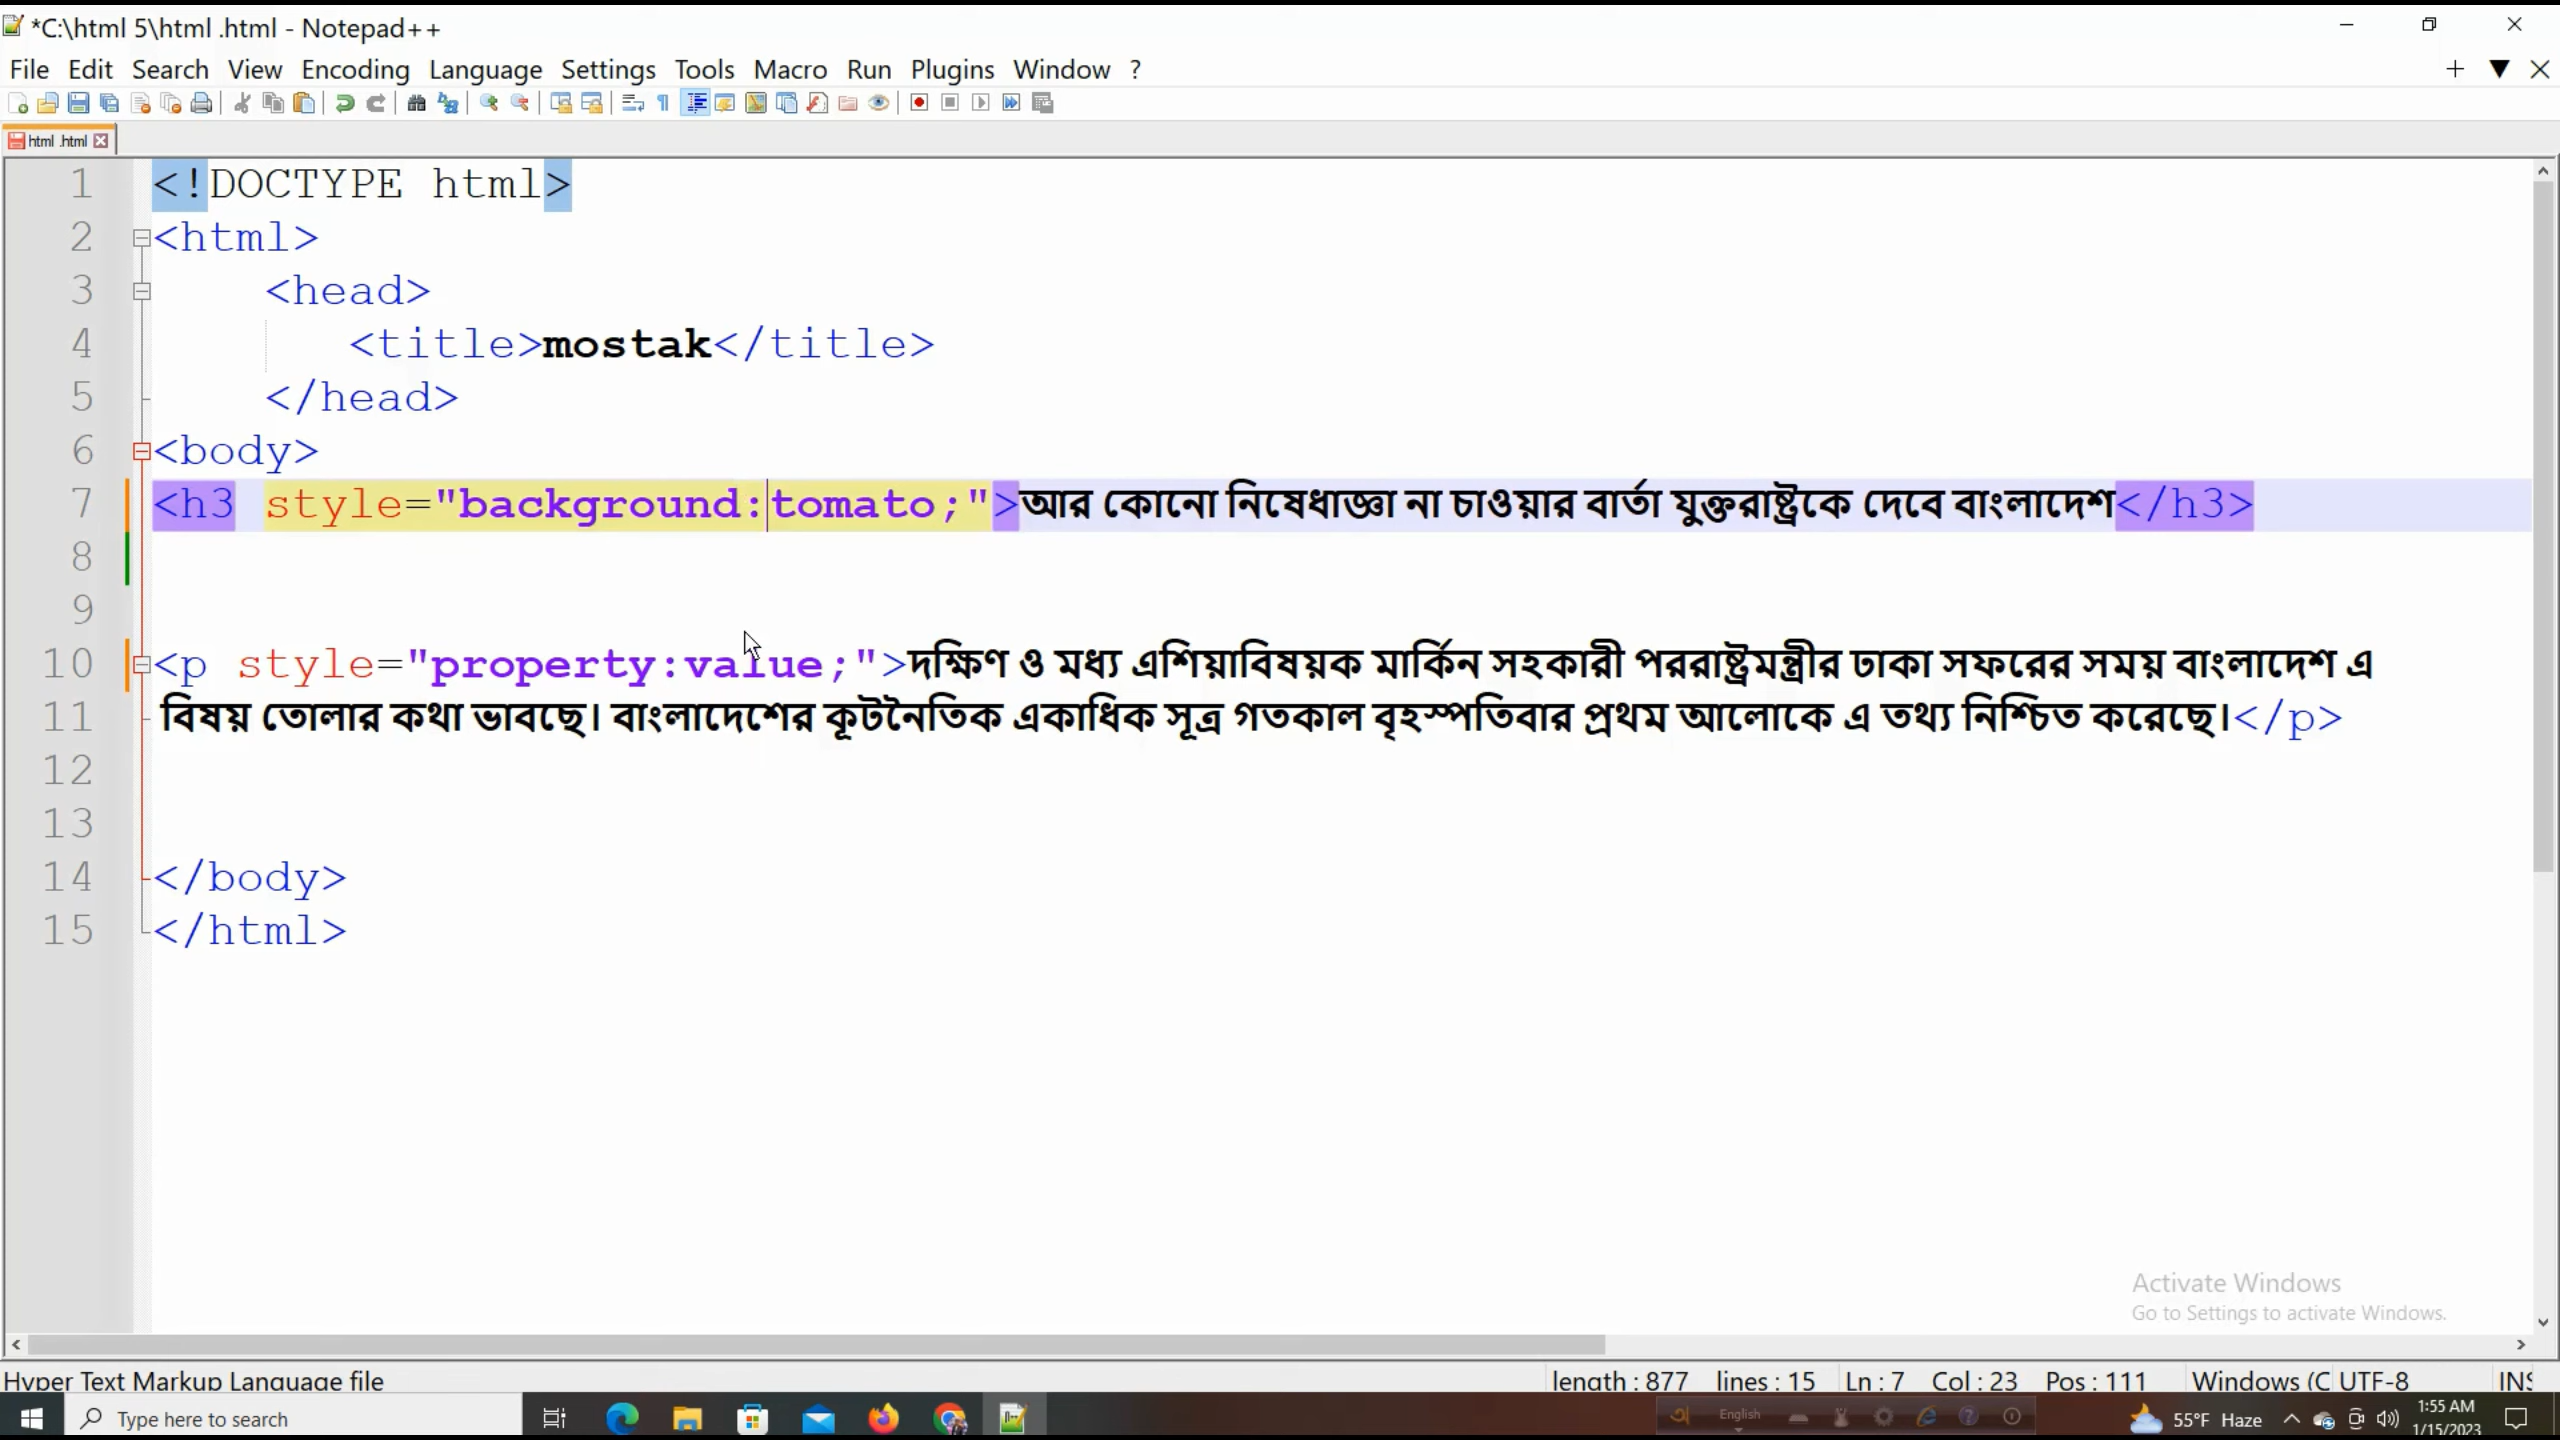 *C:\html 5\html .html - Notepad++
File Edit Search View Encoding Language Settings Tools Macro Run Plugins Window ?
html .html
1 <!DOCTYPE html>
2 <html>
3 <head>
4 <title>mostak</title>
5 </head>
6 <body>
7 <h3 style="background:tomato;">আর কোনো নিষেধাজ্ঞা না চাওয়ার বার্তা যুক্তরাষ্ট্রকে দেবে বাংলাদেশ</h3>
8
9
10 <p style="property:value;">দক্ষিণ ও মধ্য এশিয়াবিষয়ক মার্কিন সহকারী পররাষ্ট্রমন্ত্রীর ঢাকা সফরের সময় বাংলাদেশ এ
11 বিষয় তোলার কথা ভাবছে। বাংলাদেশের কূটনৈতিক একাধিক সূত্র গতকাল বৃহস্পতিবার প্রথম আলোকে এ তথ্য নিশ্চিত করেছে।</p>
12
13
14 </body>
15 </html>
Activate Windows
Go to Settings to activate Windows.
Hyper Text Markup Language file length : 877 lines : 15 Ln : 7 Col : 23 Pos : 111 Windows (C UTF-8 INS
Type here to search English 55°F Haze 1:55 AM
1/15/2023